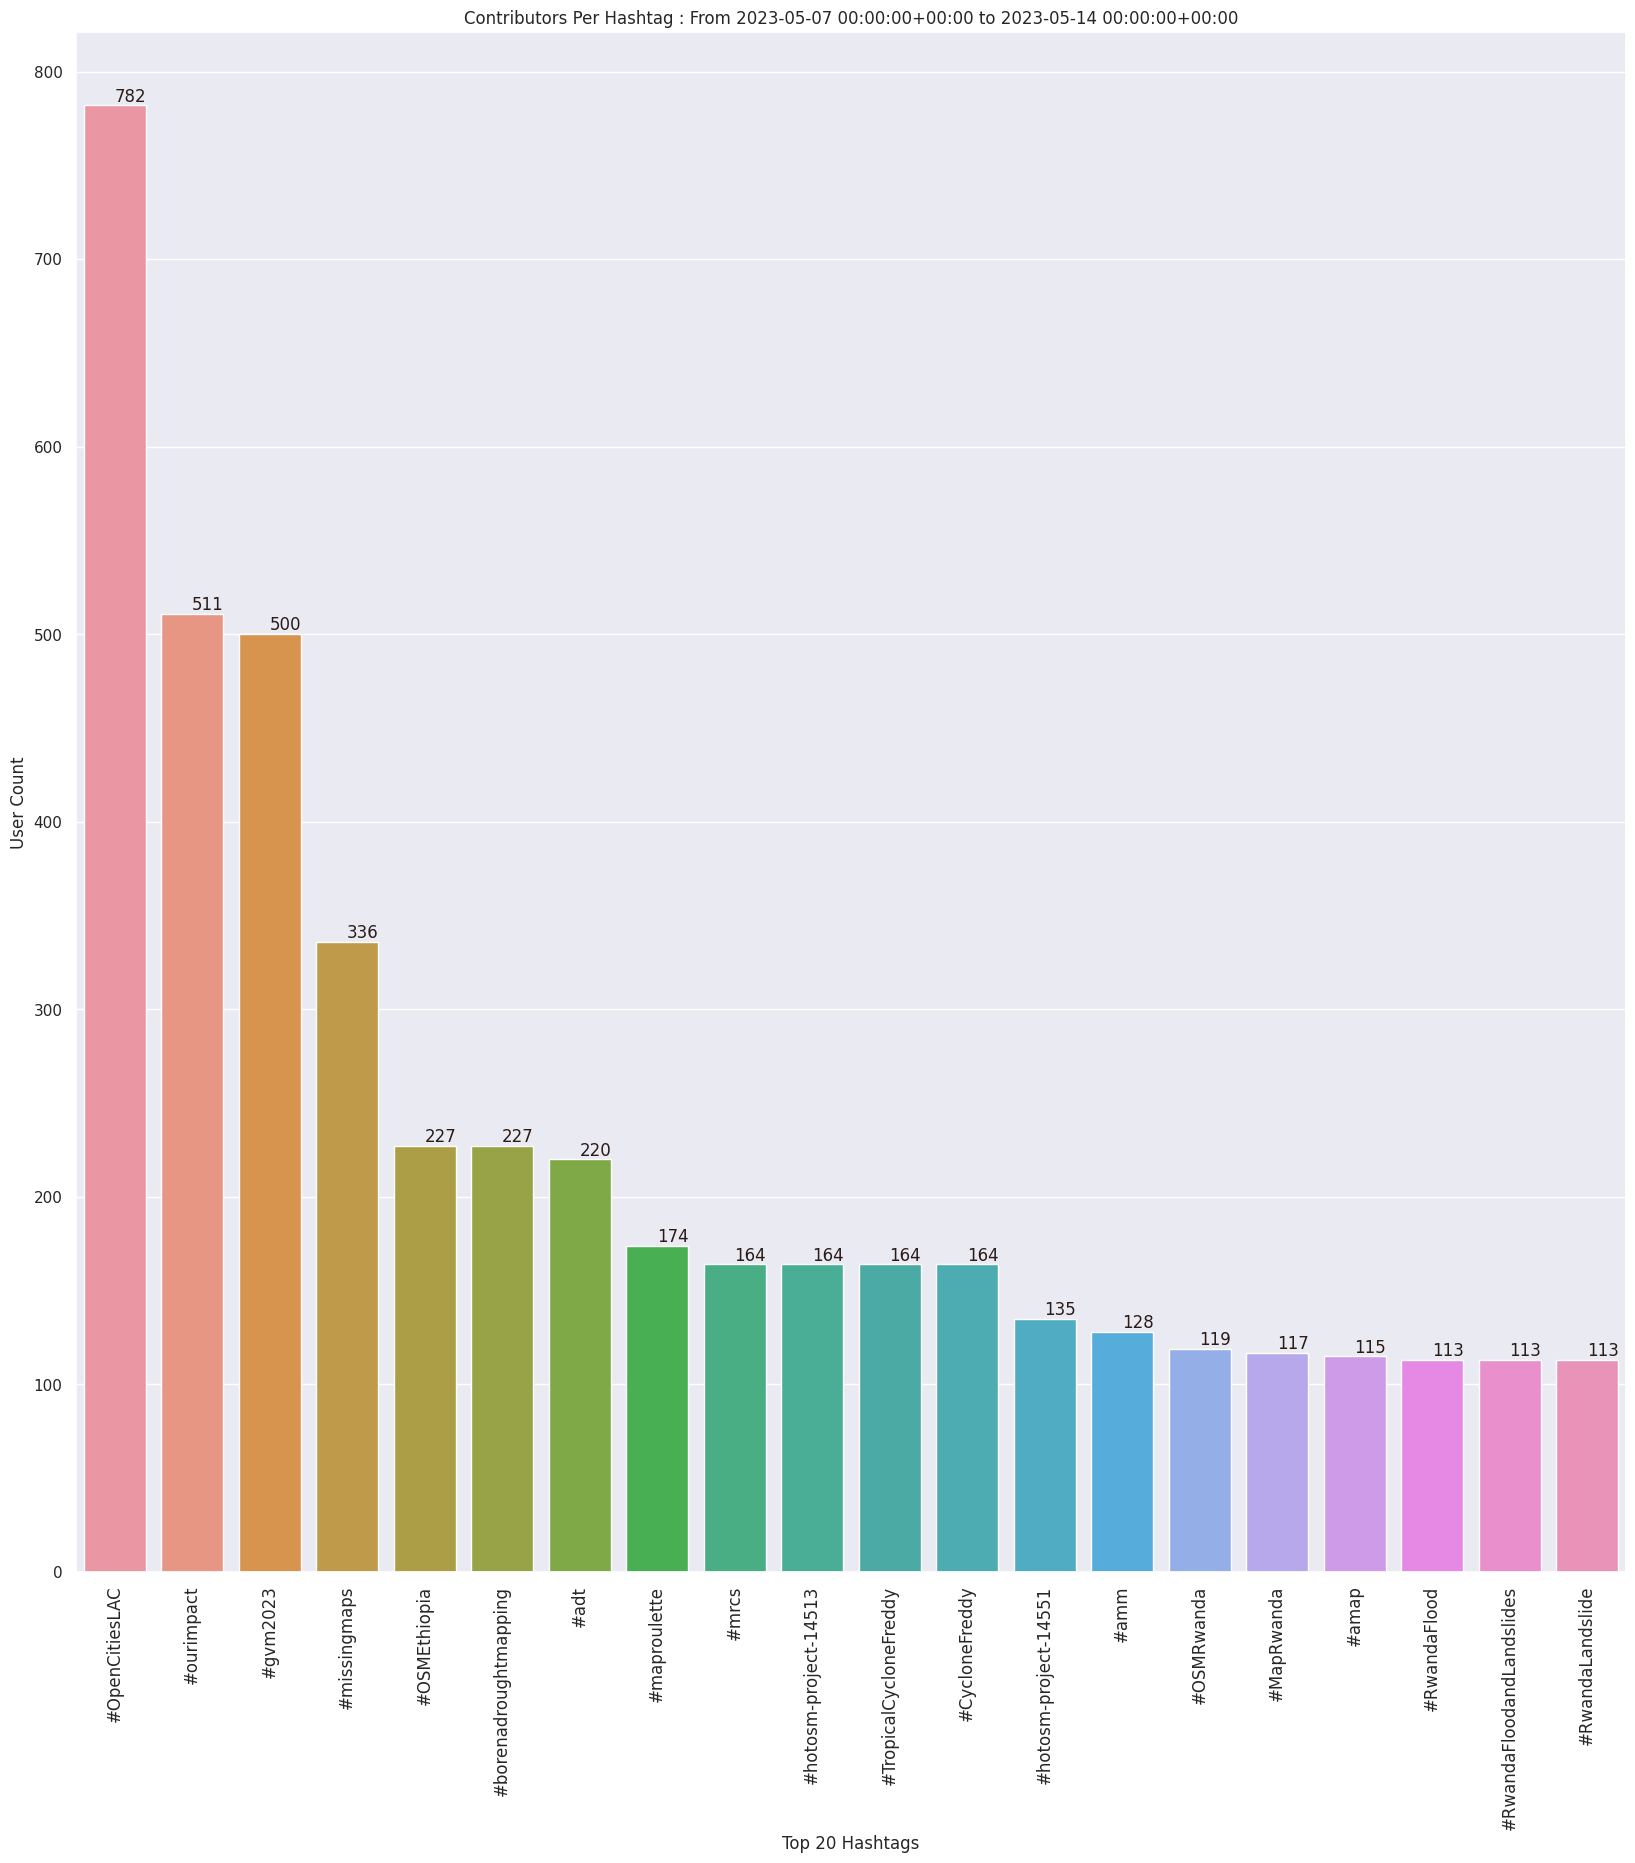 Contributors Per Hashtag : From 2023-05-07 00:00:00+00:00 to 2023-05-14 00:00:00+00:00
User Count
800
700
600
500
400
300
200
100
0
782
511
500
336
227
227
220
174
164
164
164
164
135
128
119
117
115
113
113
113
#OpenCitiesLAC
#ourimpact
#gvm2023
#missingmaps
#OSMEthiopia
#borenadroughtmapping
#adt
#maproulette
#mrcs
#hotosm-project-14513
#TropicalCycloneFreddy
#CycloneFreddy
#hotosm-project-14551
#amm
#OSMRwanda
#MapRwanda
#amap
#RwandaFlood
#RwandaFloodandLandslides
#RwandaLandslide
Top 20 Hashtags